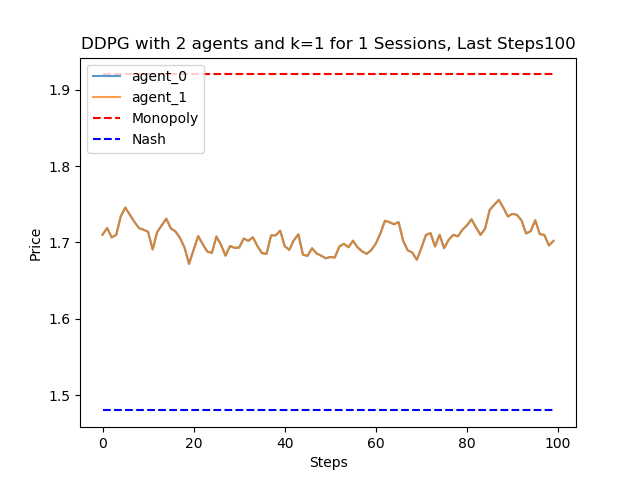 DDPG with 2 agents and k=1 for 1 Sessions, Last Steps100
agent_0
agent_1
Monopoly
Nash
1.9
1.8
1.7
1.6
1.5
Price
0 20 40 60 80 100
Steps